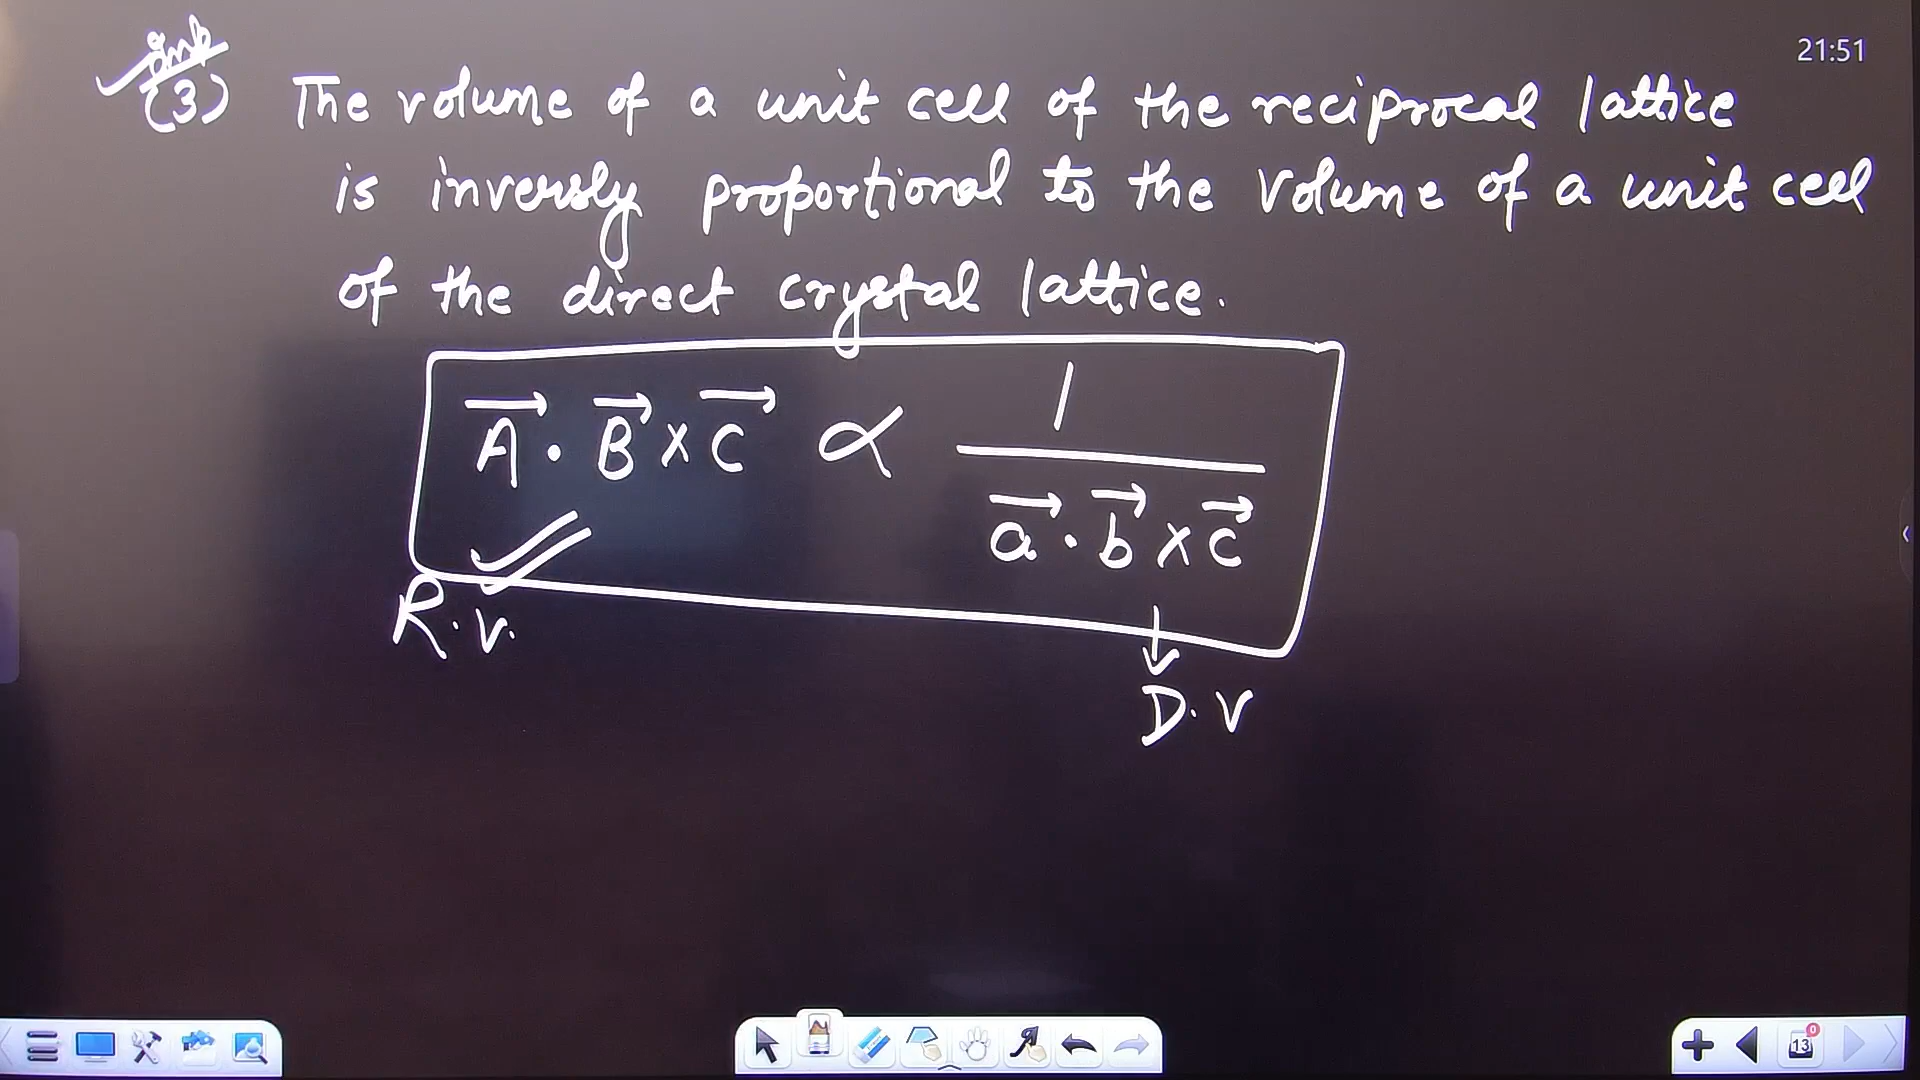 21:51
imp
(3) The volume of a unit cell of the reciprocal lattice
is inversly proportional to the volume of a unit cell
of the direct crystal lattice.
A⃗ · B⃗ × C⃗ ∝ 1 / a⃗ · b⃗ × c⃗
R.V.
D.V
13
0